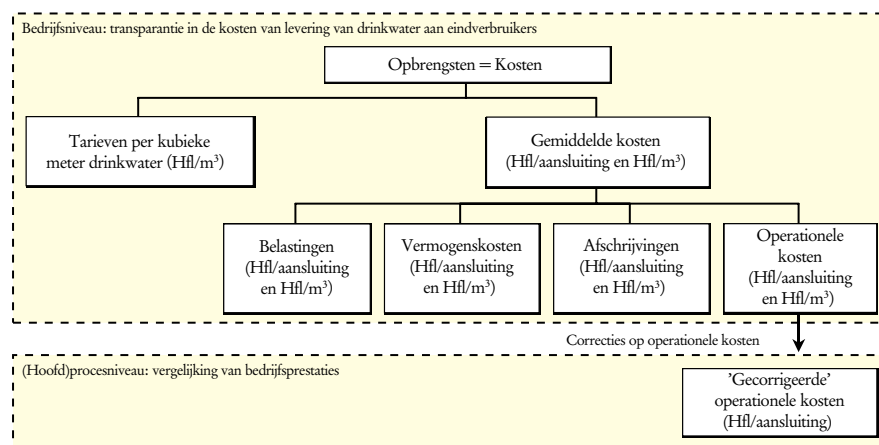 Bedrijfsniveau: transparantie in de kosten van levering van drinkwater aan eindverbruikers
Opbrengsten = Kosten
Tarieven per kubieke
meter drinkwater (Hfl/m³)
Gemiddelde kosten
(Hfl/aansluiting en Hfl/m³)
Belastingen
(Hfl/aansluiting
en Hfl/m³)
Vermogenskosten
(Hfl/aansluiting
en Hfl/m³)
Afschrijvingen
(Hfl/aansluiting
en Hfl/m³)
Operationele
kosten
(Hfl/aansluiting
en Hfl/m³)
Correcties op operationele kosten
(Hoofd)procesniveau: vergelijking van bedrijfsprestaties
'Gecorrigeerde'
operationele kosten
(Hfl/aansluiting)